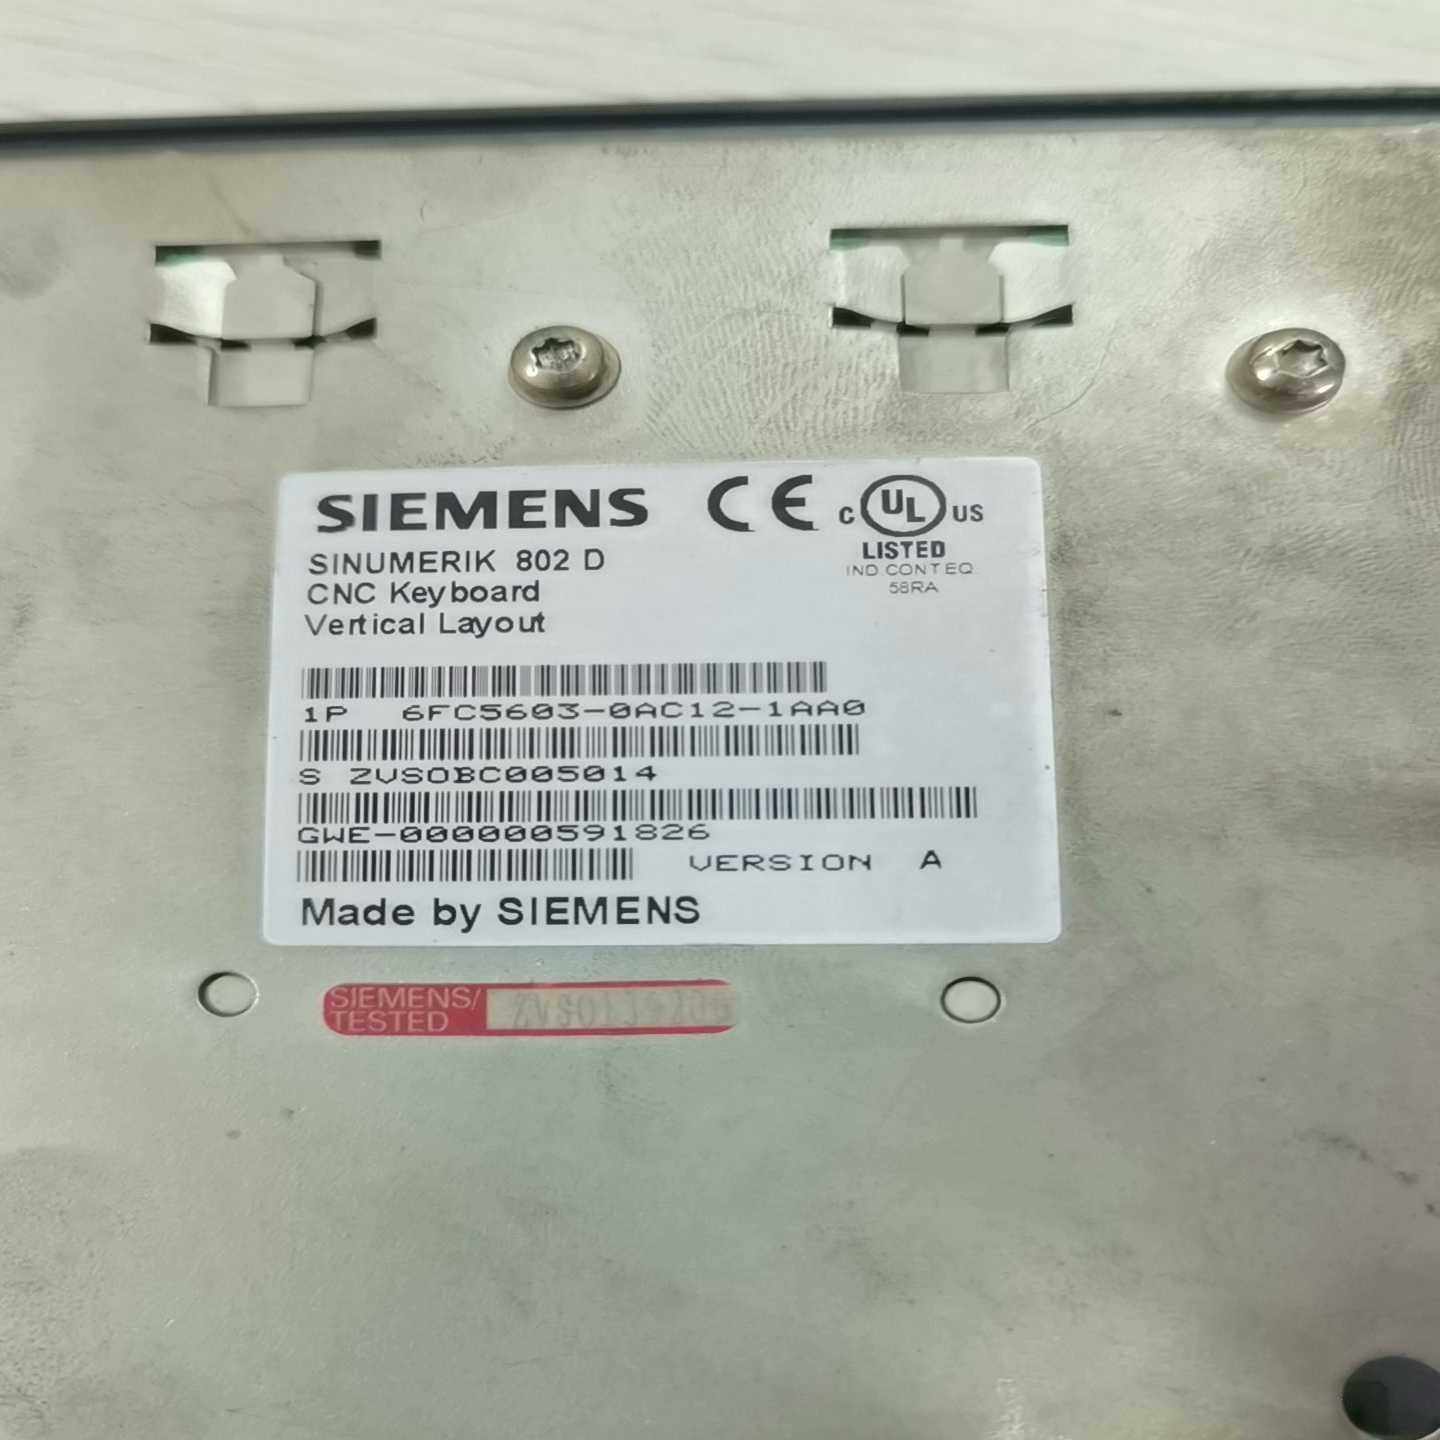 SIEMENS CE C UL US
LISTED
IND.CONT.EQ.
58RA
SINUMERIK 802 D
CNC Keyboard
Vertical Layout
1P 6FC5603-0AC12-1AA0
S ZVSOBC005014
GWE-000000591826
VERSION A
Made by SIEMENS
SIEMENS/
TESTED